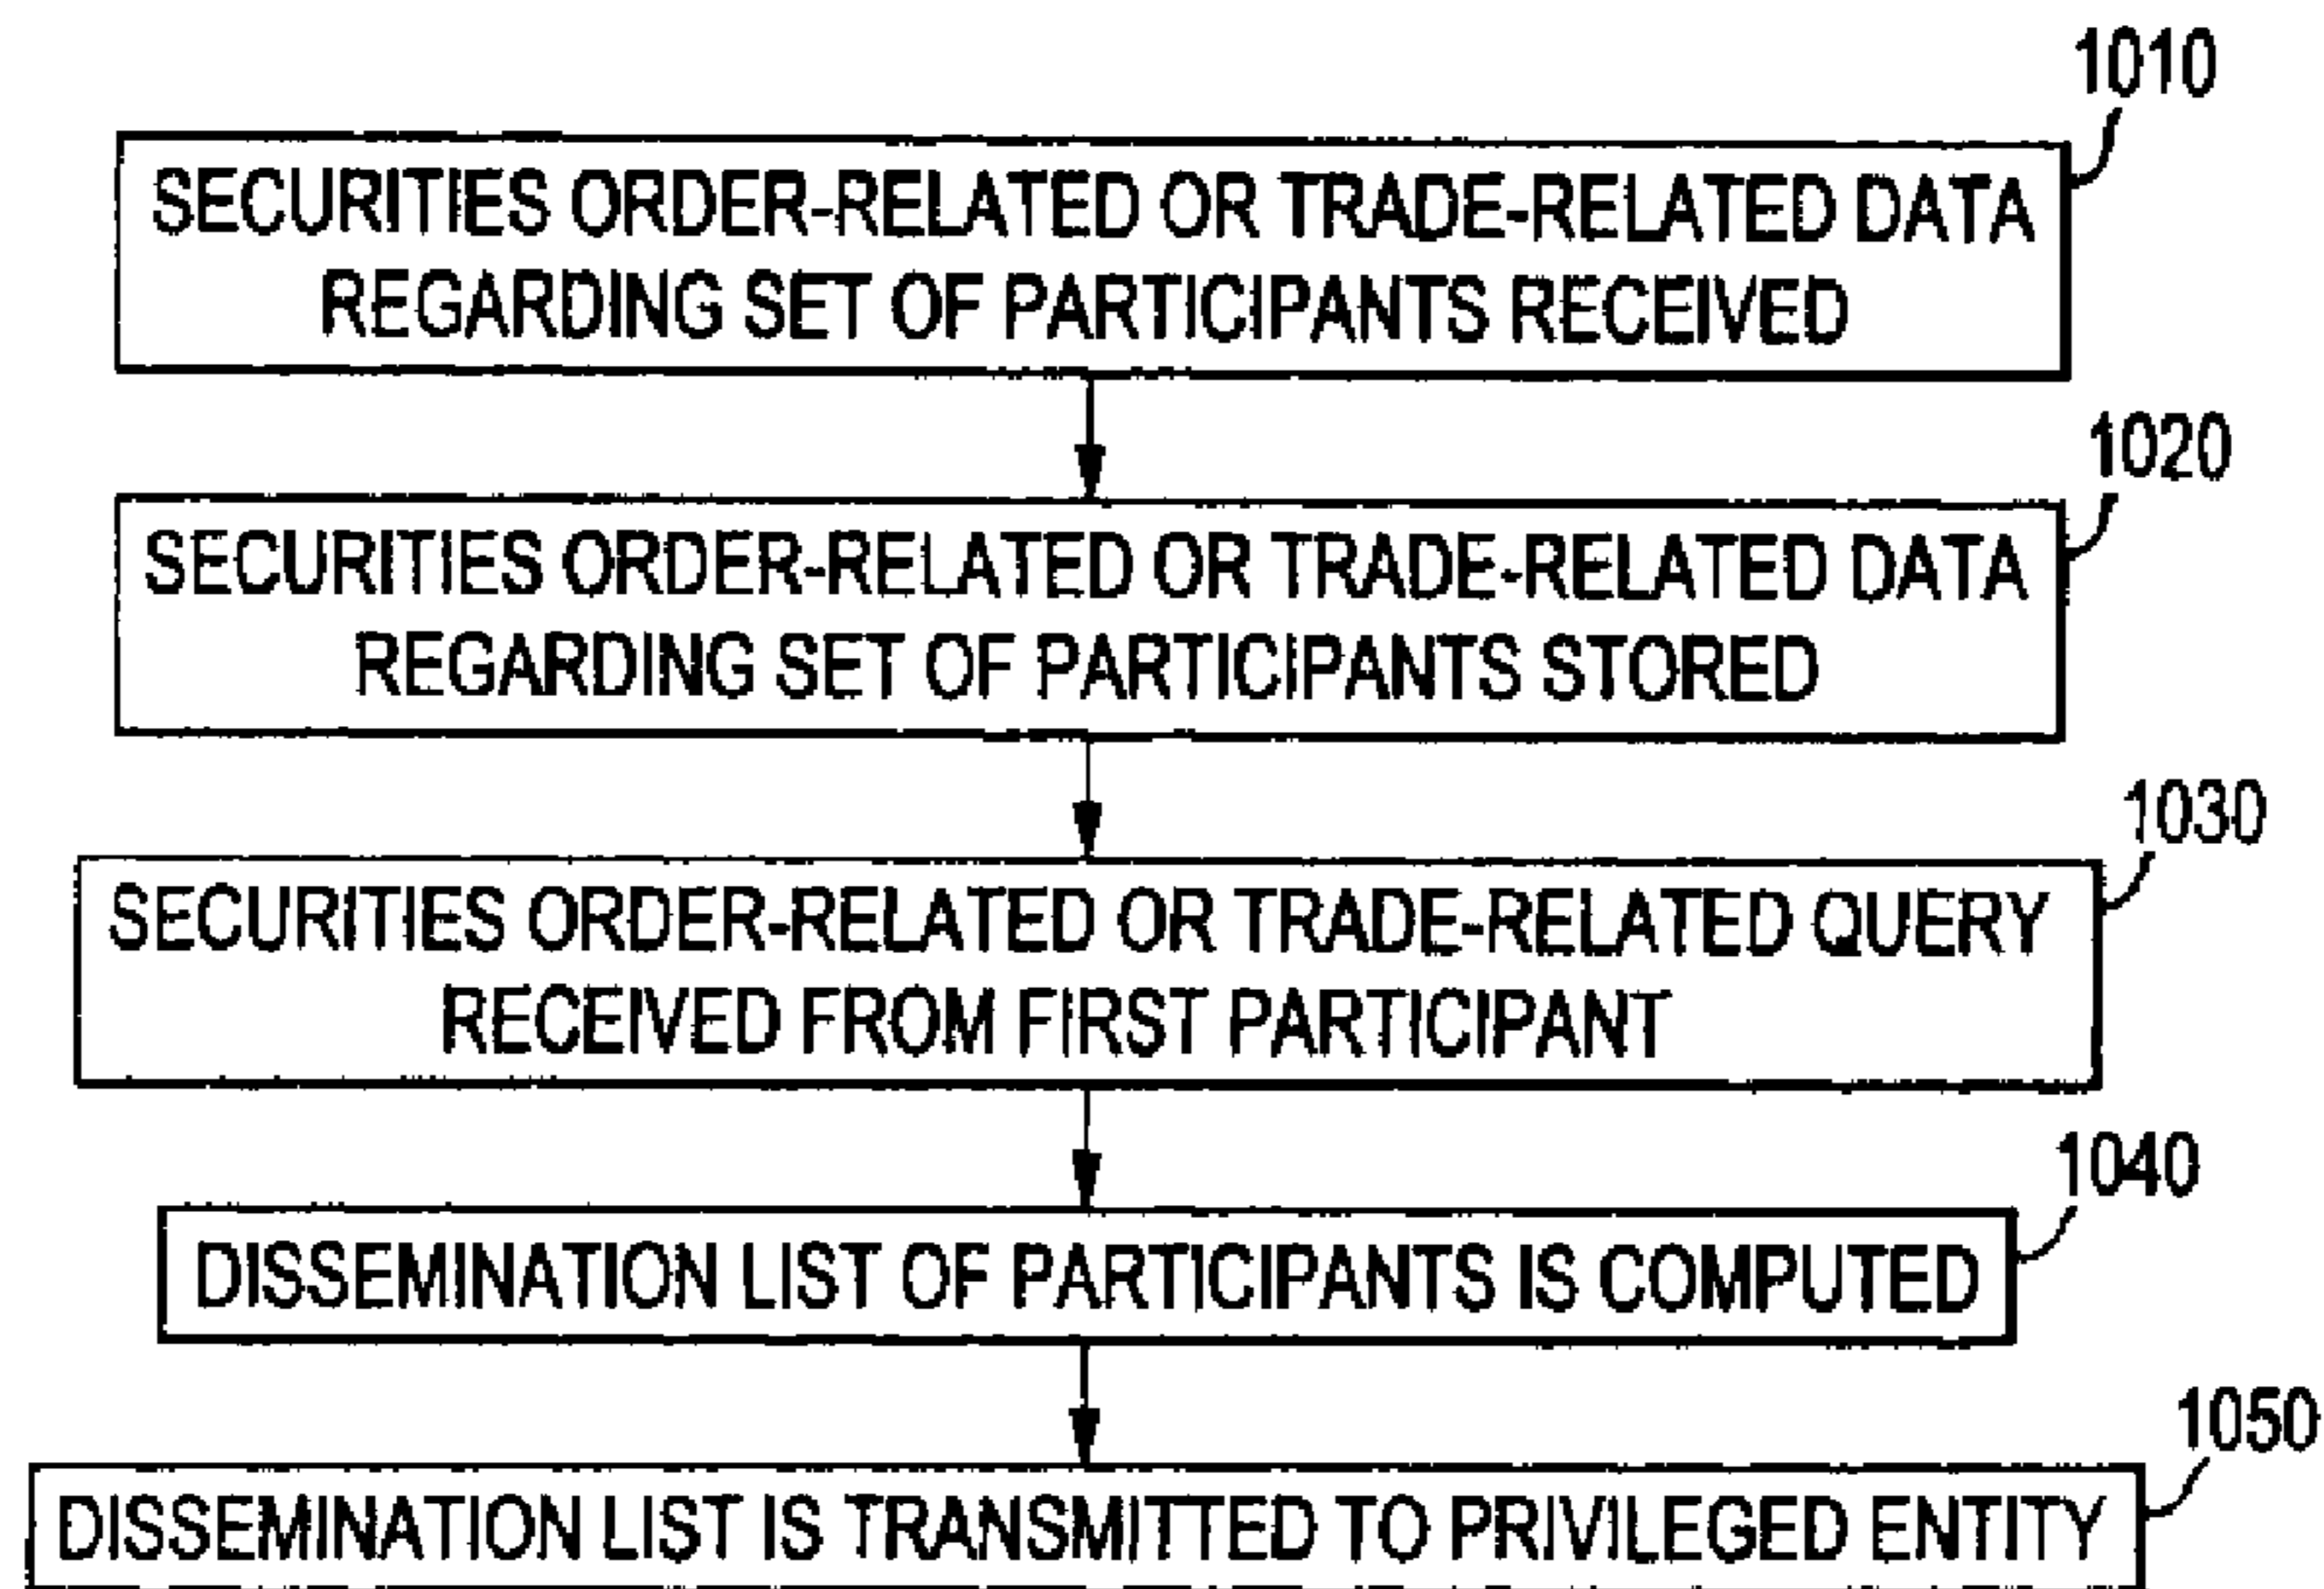 1010
SECURITIES ORDER-RELATED OR TRADE-RELATED DATA
REGARDING SET OF PARTICIPANTS RECEIVED
1020
SECURITIES ORDER-RELATED OR TRADE-RELATED DATA
REGARDING SET OF PARTICIPANTS STORED
1030
SECURITIES ORDER-RELATED OR TRADE-RELATED QUERY
RECEIVED FROM FIRST PARTICIPANT
1040
DISSEMINATION LIST OF PARTICIPANTS IS COMPUTED
1050
DISSEMINATION LIST IS TRANSMITTED TO PRIVILEGED ENTITY